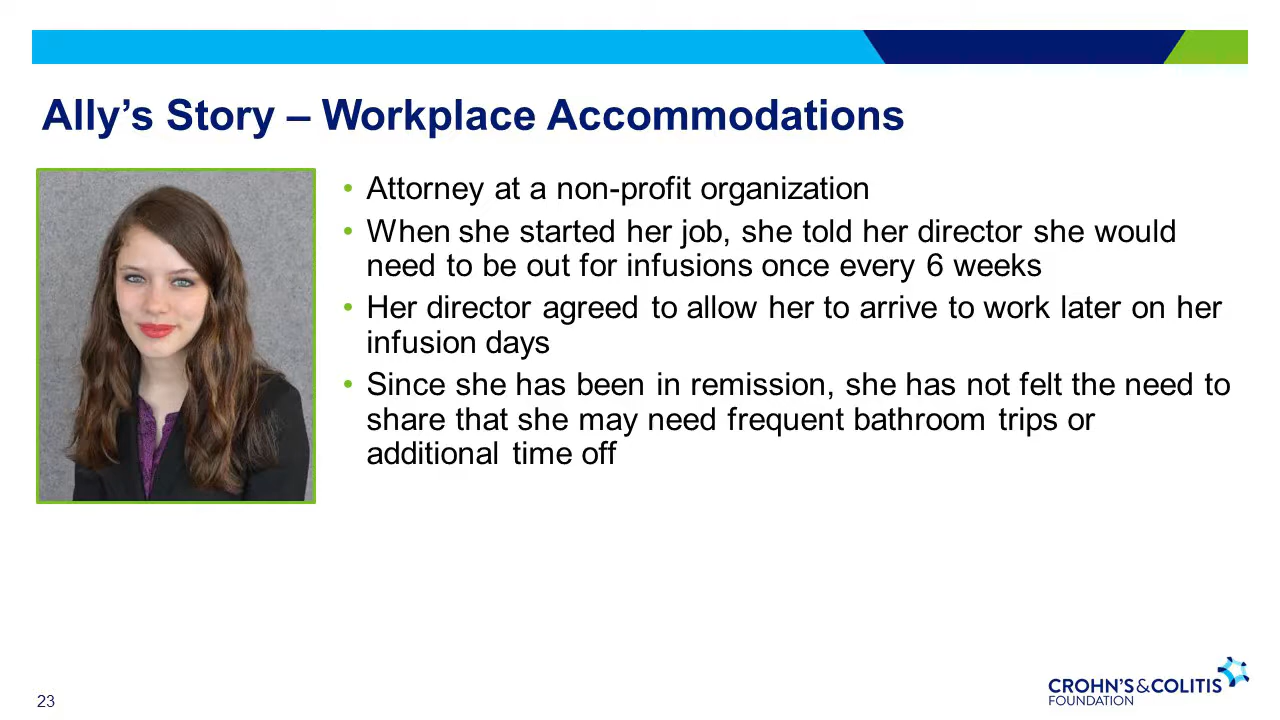 Ally’s Story – Workplace Accommodations
• Attorney at a non-profit organization
• When she started her job, she told her director she would
need to be out for infusions once every 6 weeks
• Her director agreed to allow her to arrive to work later on her
infusion days
• Since she has been in remission, she has not felt the need to
share that she may need frequent bathroom trips or
additional time off
23
CROHN’S & COLITIS
FOUNDATION